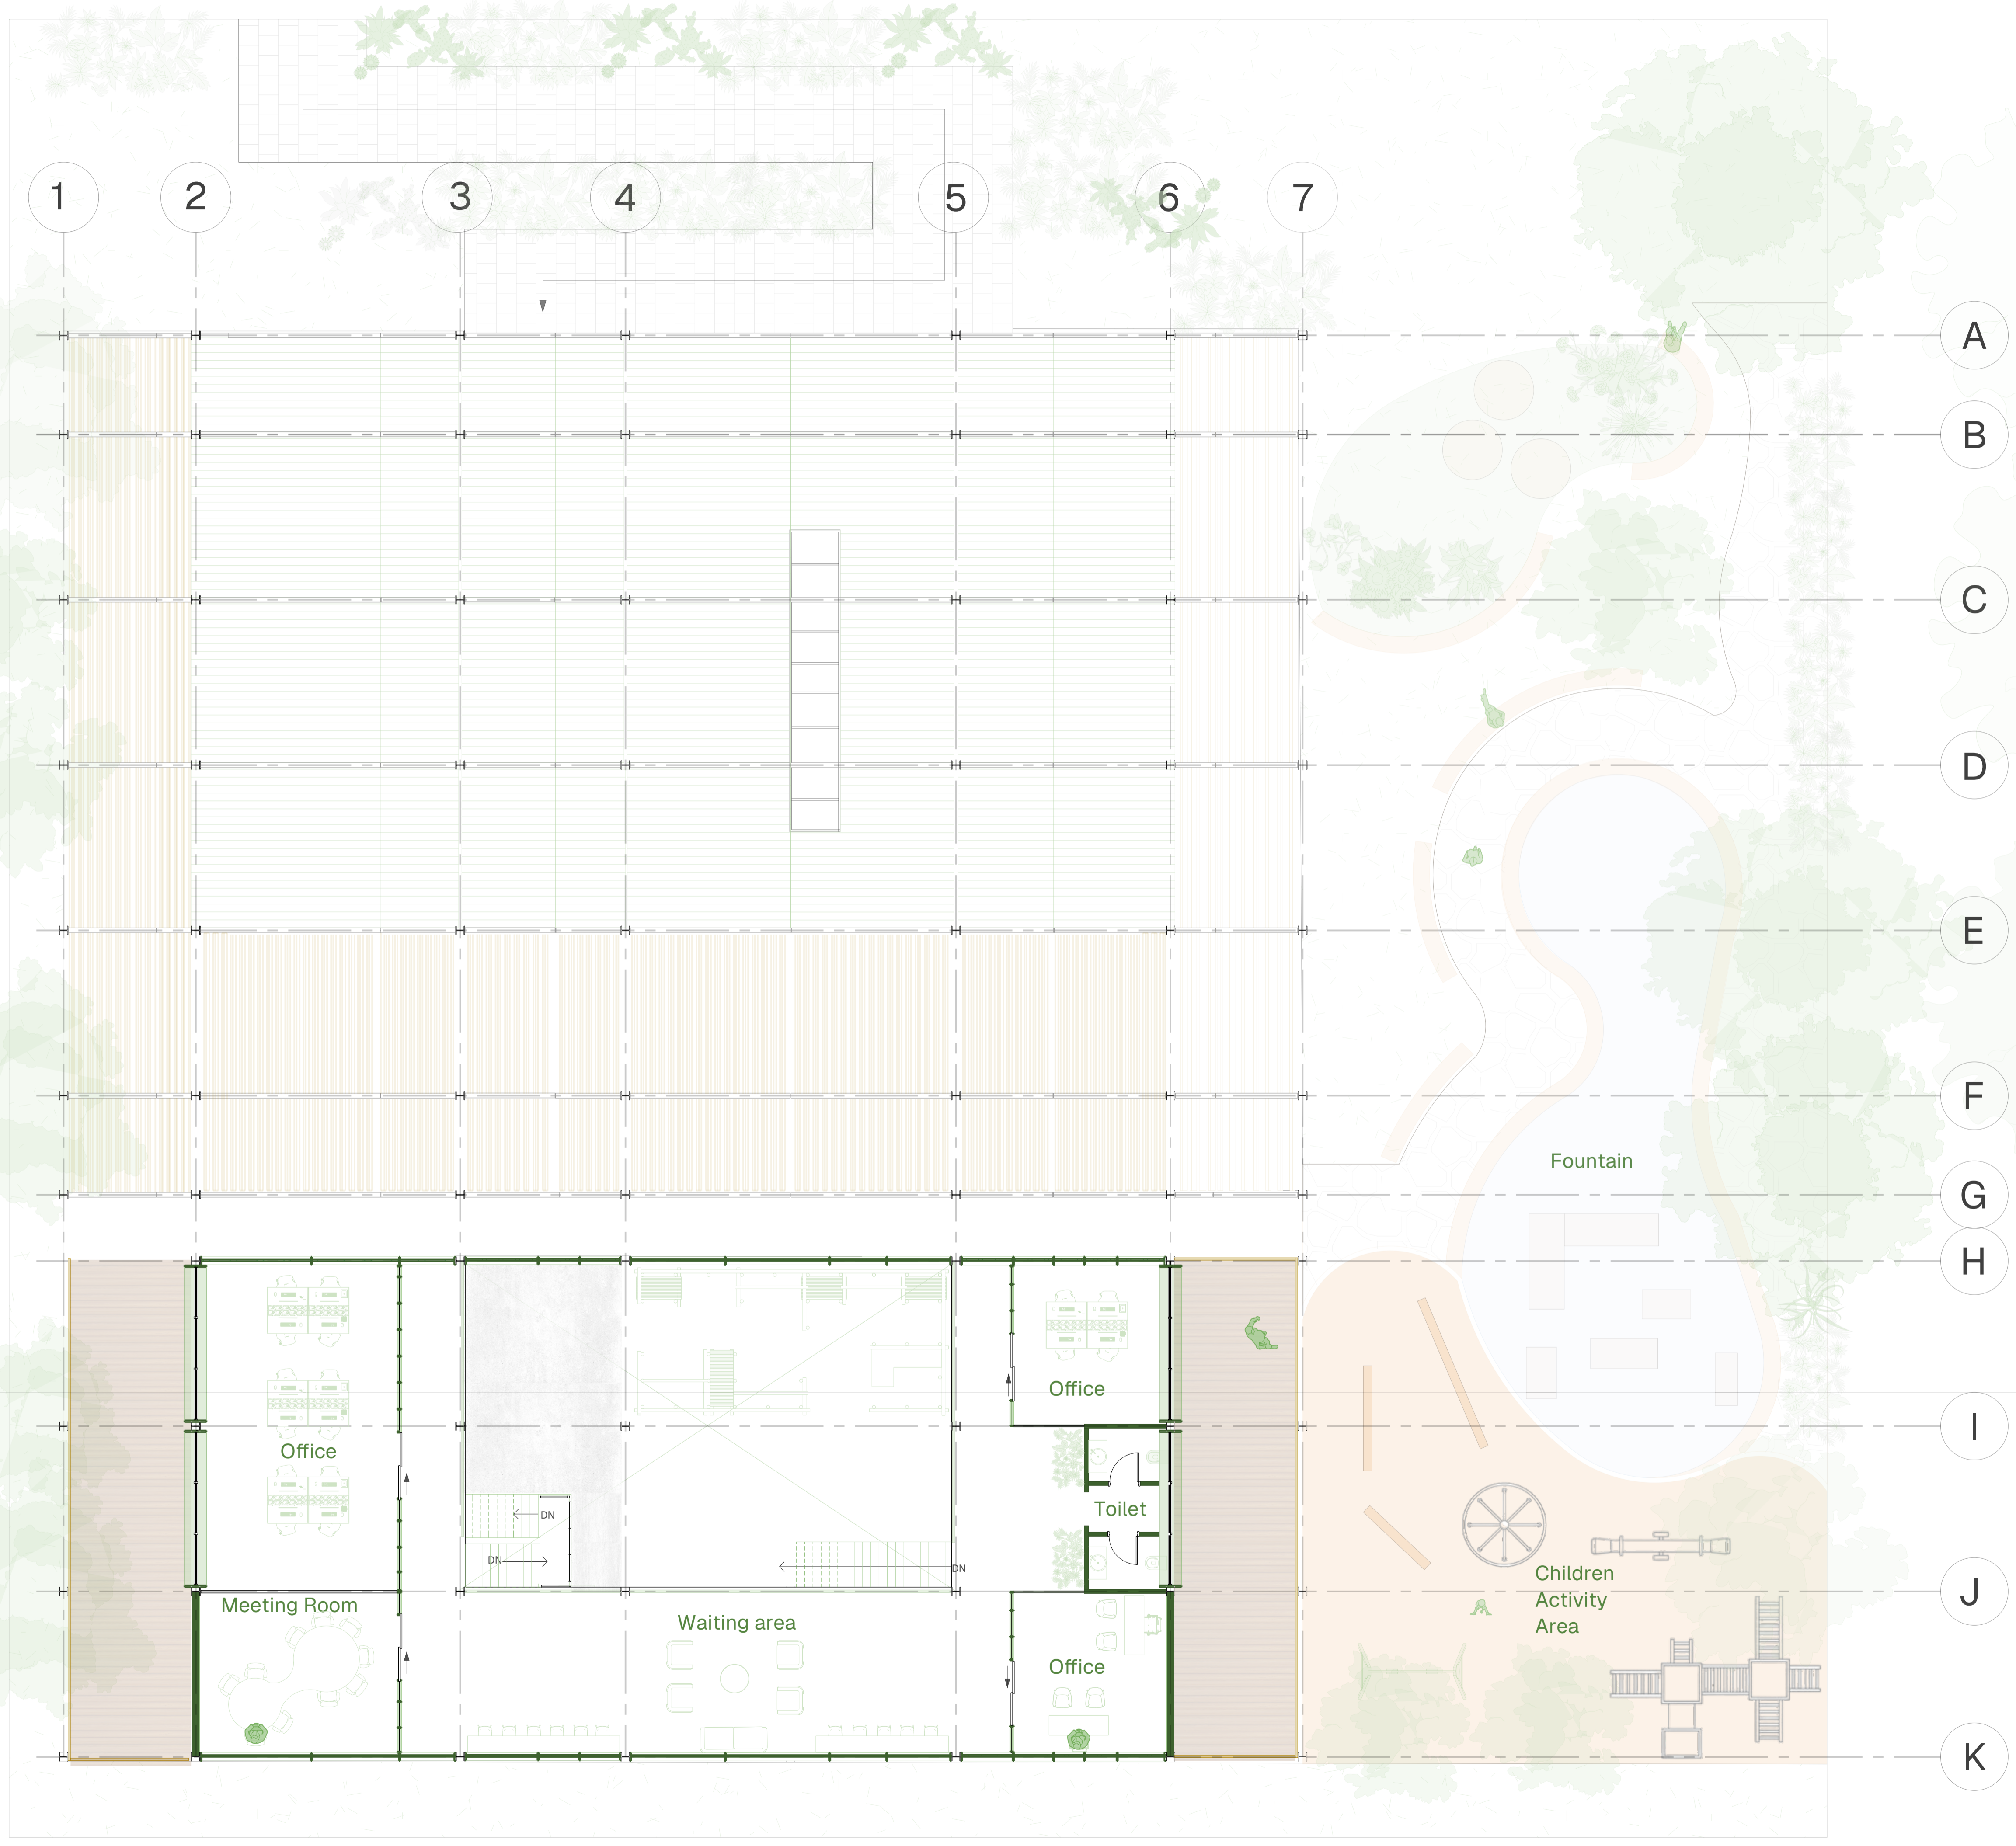 1 2 3 4 5 6 7
A
B
C
D
E
F
Fountain
G
H
Office
I
Office
Toilet
DN
DN
DN
Children
Activity
Area
J
Meeting Room
Waiting area
Office
K